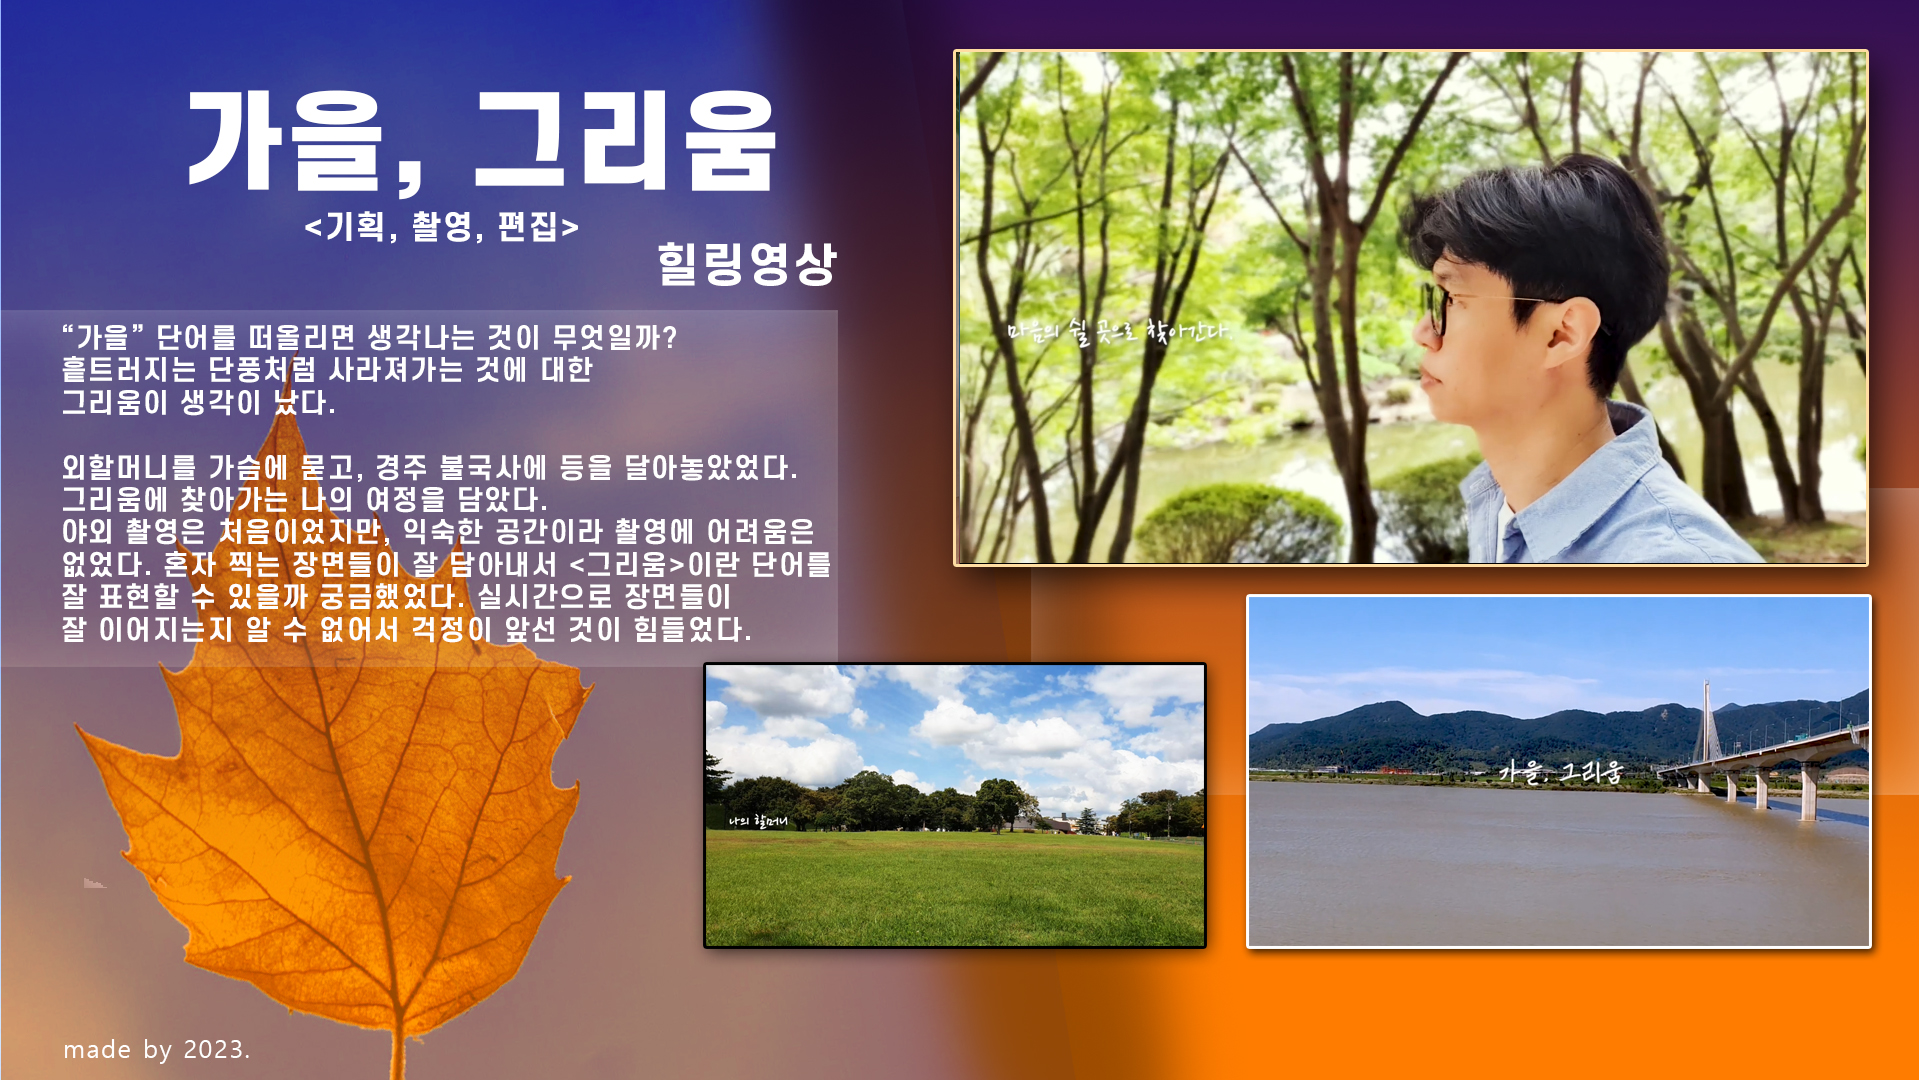 가을, 그리움
<기획, 촬영, 편집>
힐링영상
“가을” 단어를 떠올리면 생각나는 것이 무엇일까?
흩트러지는 단풍처럼 사라져가는 것에 대한
그리움이 생각이 났다.
외할머니를 가슴에 묻고, 경주 불국사에 등을 달아놓았었다.
그리움에 찾아가는 나의 여정을 담았다.
야외 촬영은 처음이었지만, 익숙한 공간이라 촬영에 어려움은
없었다. 혼자 찍는 장면들이 잘 담아내서 <그리움>이란 단어를
잘 표현할 수 있을까 궁금했었다. 실시간으로 장면들이
잘 이어지는지 알 수 없어서 걱정이 앞선 것이 힘들었다.
마음의 쉴 곳으로 찾아간다.
나의 할머니
가을, 그리움
made by 2023.